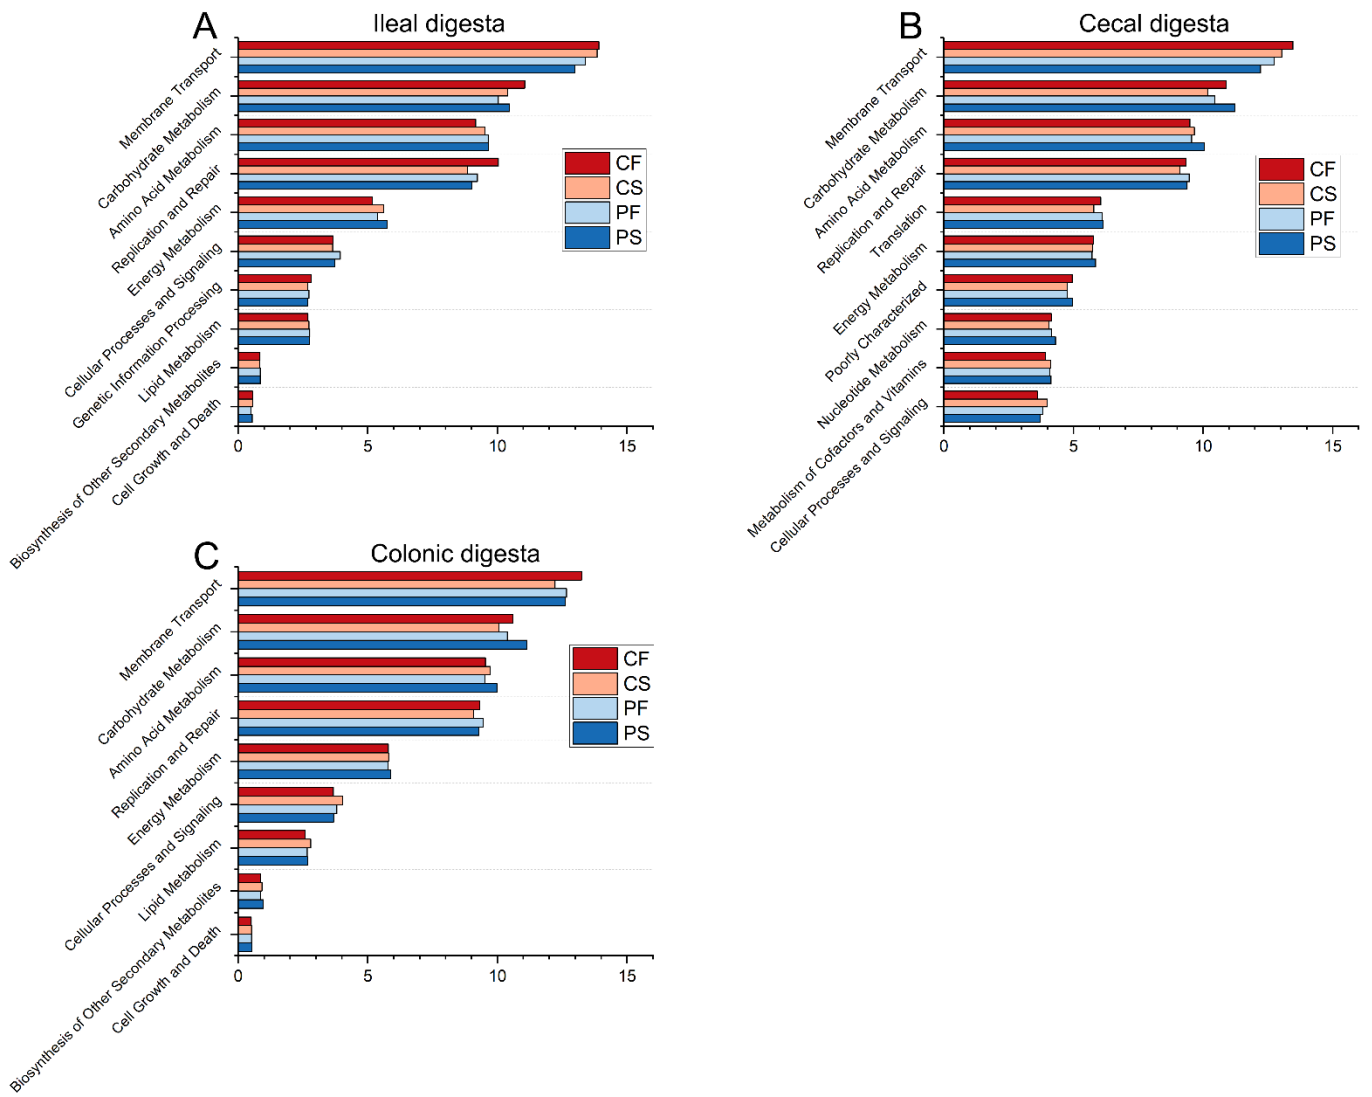 A
Ileal digesta
Membrane Transport
Carbohydrate Metabolism
Amino Acid Metabolism
Replication and Repair
Energy Metabolism
Cellular Processes and Signaling
Genetic Information Processing
Lipid Metabolism
Biosynthesis of Other Secondary Metabolites
Cell Growth and Death
CF
CS
PF
PS
0 5 10 15
B
Cecal digesta
Membrane Transport
Carbohydrate Metabolism
Amino Acid Metabolism
Replication and Repair
Translation
Energy Metabolism
Poorly Characterized
Nucleotide Metabolism
Metabolism of Cofactors and Vitamins
Cellular Processes and Signaling
CF
CS
PF
PS
0 5 10 15
C
Colonic digesta
Membrane Transport
Carbohydrate Metabolism
Amino Acid Metabolism
Replication and Repair
Energy Metabolism
Cellular Processes and Signaling
Lipid Metabolism
Biosynthesis of Other Secondary Metabolites
Cell Growth and Death
CF
CS
PF
PS
0 5 10 15